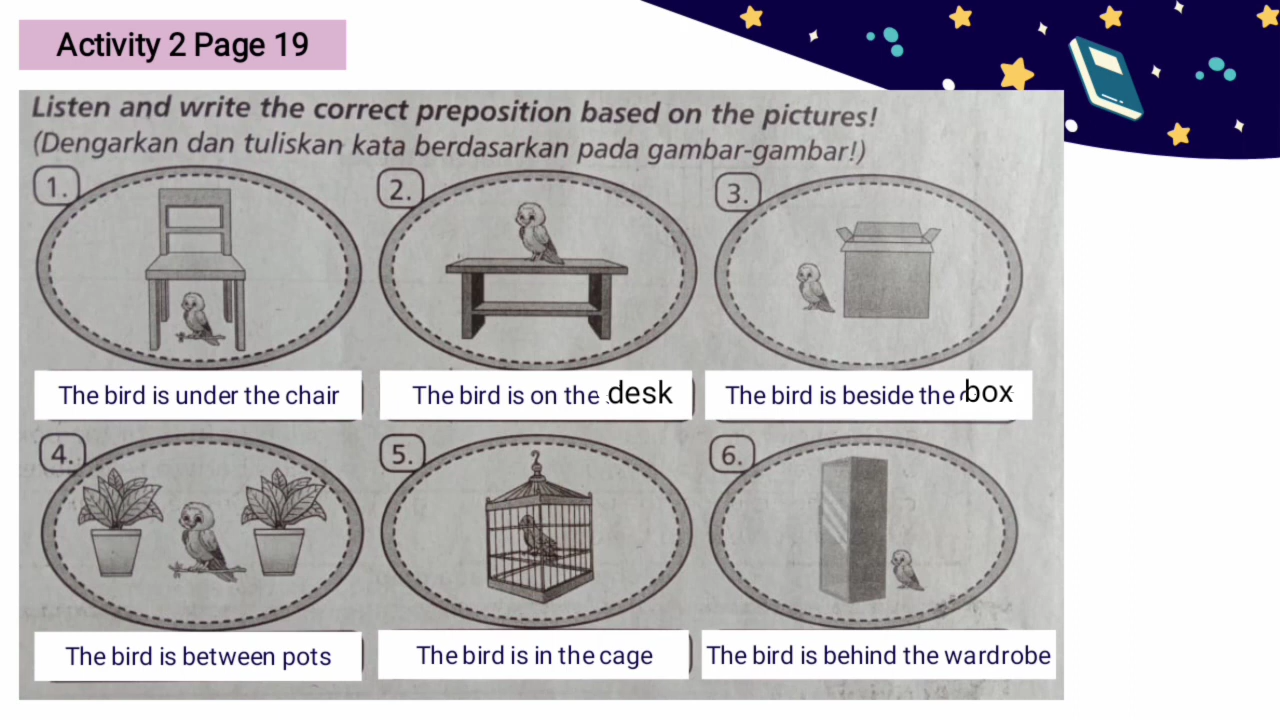 Activity 2 Page 19
Listen and write the correct preposition based on the pictures!
(Dengarkan dan tuliskan kata berdasarkan pada gambar-gambar!)
1.
2.
3.
The bird is under the chair
The bird is on the desk
The bird is beside the box
4.
5.
6.
The bird is between pots
The bird is in the cage
The bird is behind the wardrobe